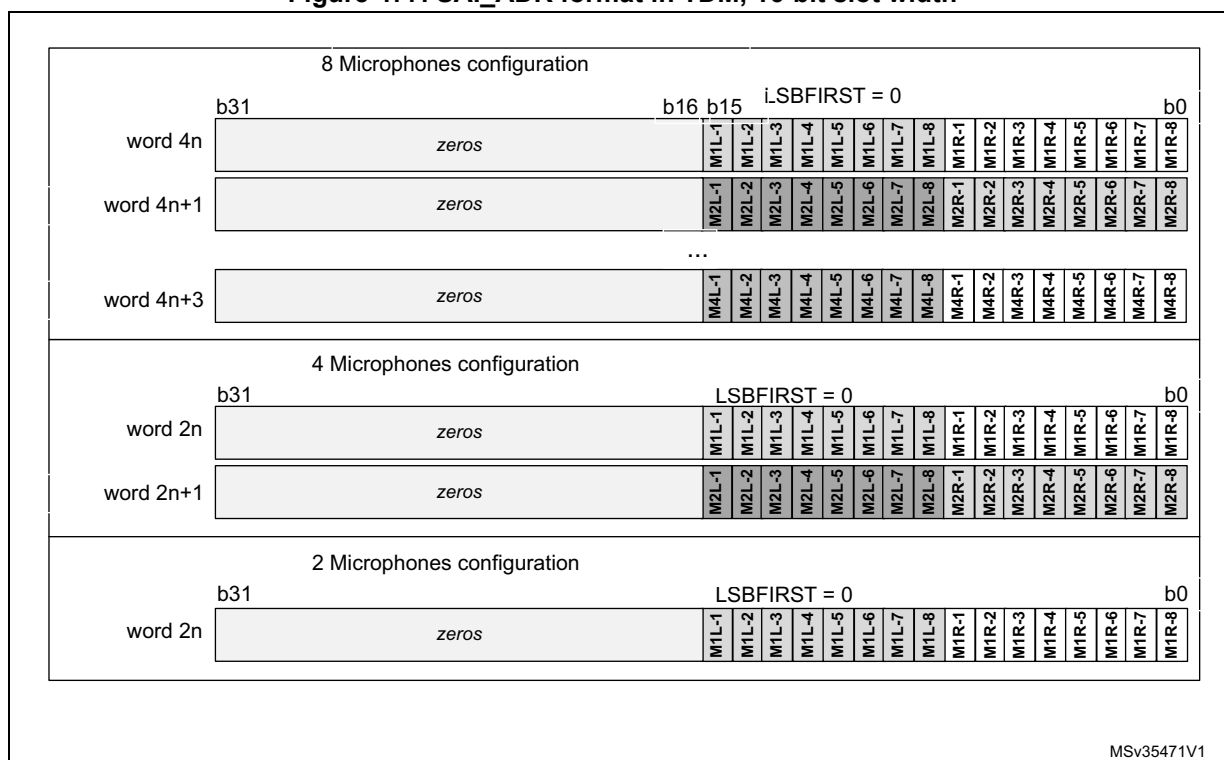 8 Microphones configuration
b31 b16 b15 LSBFIRST = 0 b0
word 4n zeros M1L-1 M1L-2 M1L-3 M1L-4 M1L-5 M1L-6 M1L-7 M1L-8 M1R-1 M1R-2 M1R-3 M1R-4 M1R-5 M1R-6 M1R-7 M1R-8
word 4n+1 zeros M2L-1 M2L-2 M2L-3 M2L-4 M2L-5 M2L-6 M2L-7 M2L-8 M2R-1 M2R-2 M2R-3 M2R-4 M2R-5 M2R-6 M2R-7 M2R-8
...
word 4n+3 zeros M4L-1 M4L-2 M4L-3 M4L-4 M4L-5 M4L-6 M4L-7 M4L-8 M4R-1 M4R-2 M4R-3 M4R-4 M4R-5 M4R-6 M4R-7 M4R-8
4 Microphones configuration
b31 LSBFIRST = 0 b0
word 2n zeros M1L-1 M1L-2 M1L-3 M1L-4 M1L-5 M1L-6 M1L-7 M1L-8 M1R-1 M1R-2 M1R-3 M1R-4 M1R-5 M1R-6 M1R-7 M1R-8
word 2n+1 zeros M2L-1 M2L-2 M2L-3 M2L-4 M2L-5 M2L-6 M2L-7 M2L-8 M2R-1 M2R-2 M2R-3 M2R-4 M2R-5 M2R-6 M2R-7 M2R-8
2 Microphones configuration
b31 LSBFIRST = 0 b0
word 2n zeros M1L-1 M1L-2 M1L-3 M1L-4 M1L-5 M1L-6 M1L-7 M1L-8 M1R-1 M1R-2 M1R-3 M1R-4 M1R-5 M1R-6 M1R-7 M1R-8
MSv35471V1